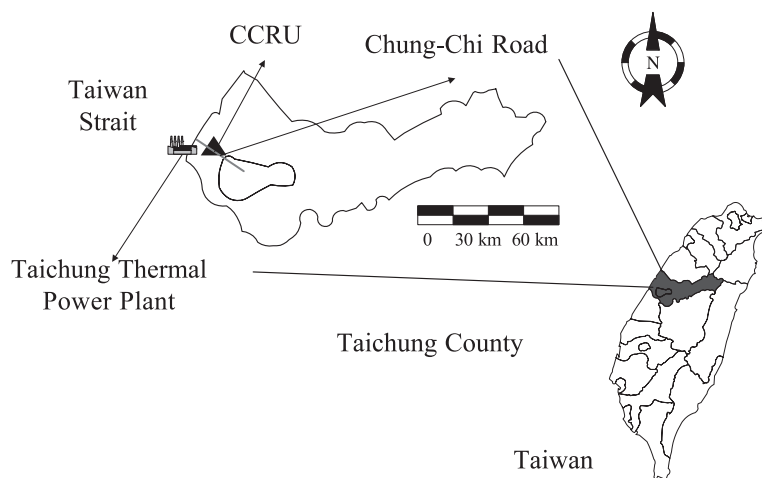 CCRU
Chung-Chi Road
N
Taiwan
Strait
0 30 km 60 km
Taichung Thermal
Power Plant
Taichung County
Taiwan